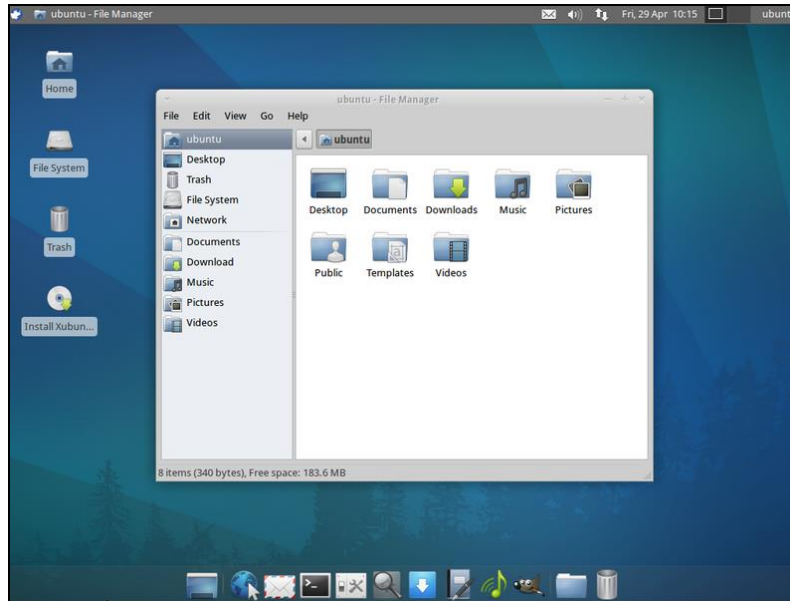 ubuntu - File Manager
Fri, 29 Apr 10:15
ubunt
Home
File System
Trash
Install Xubun...
ubuntu - File Manager
File Edit View Go Help
ubuntu
Desktop
Trash
File System
Network
Documents
Download
Music
Pictures
Videos
ubuntu
Desktop Documents Downloads Music Pictures
Public Templates Videos
8 items (340 bytes), Free space: 183.6 MB